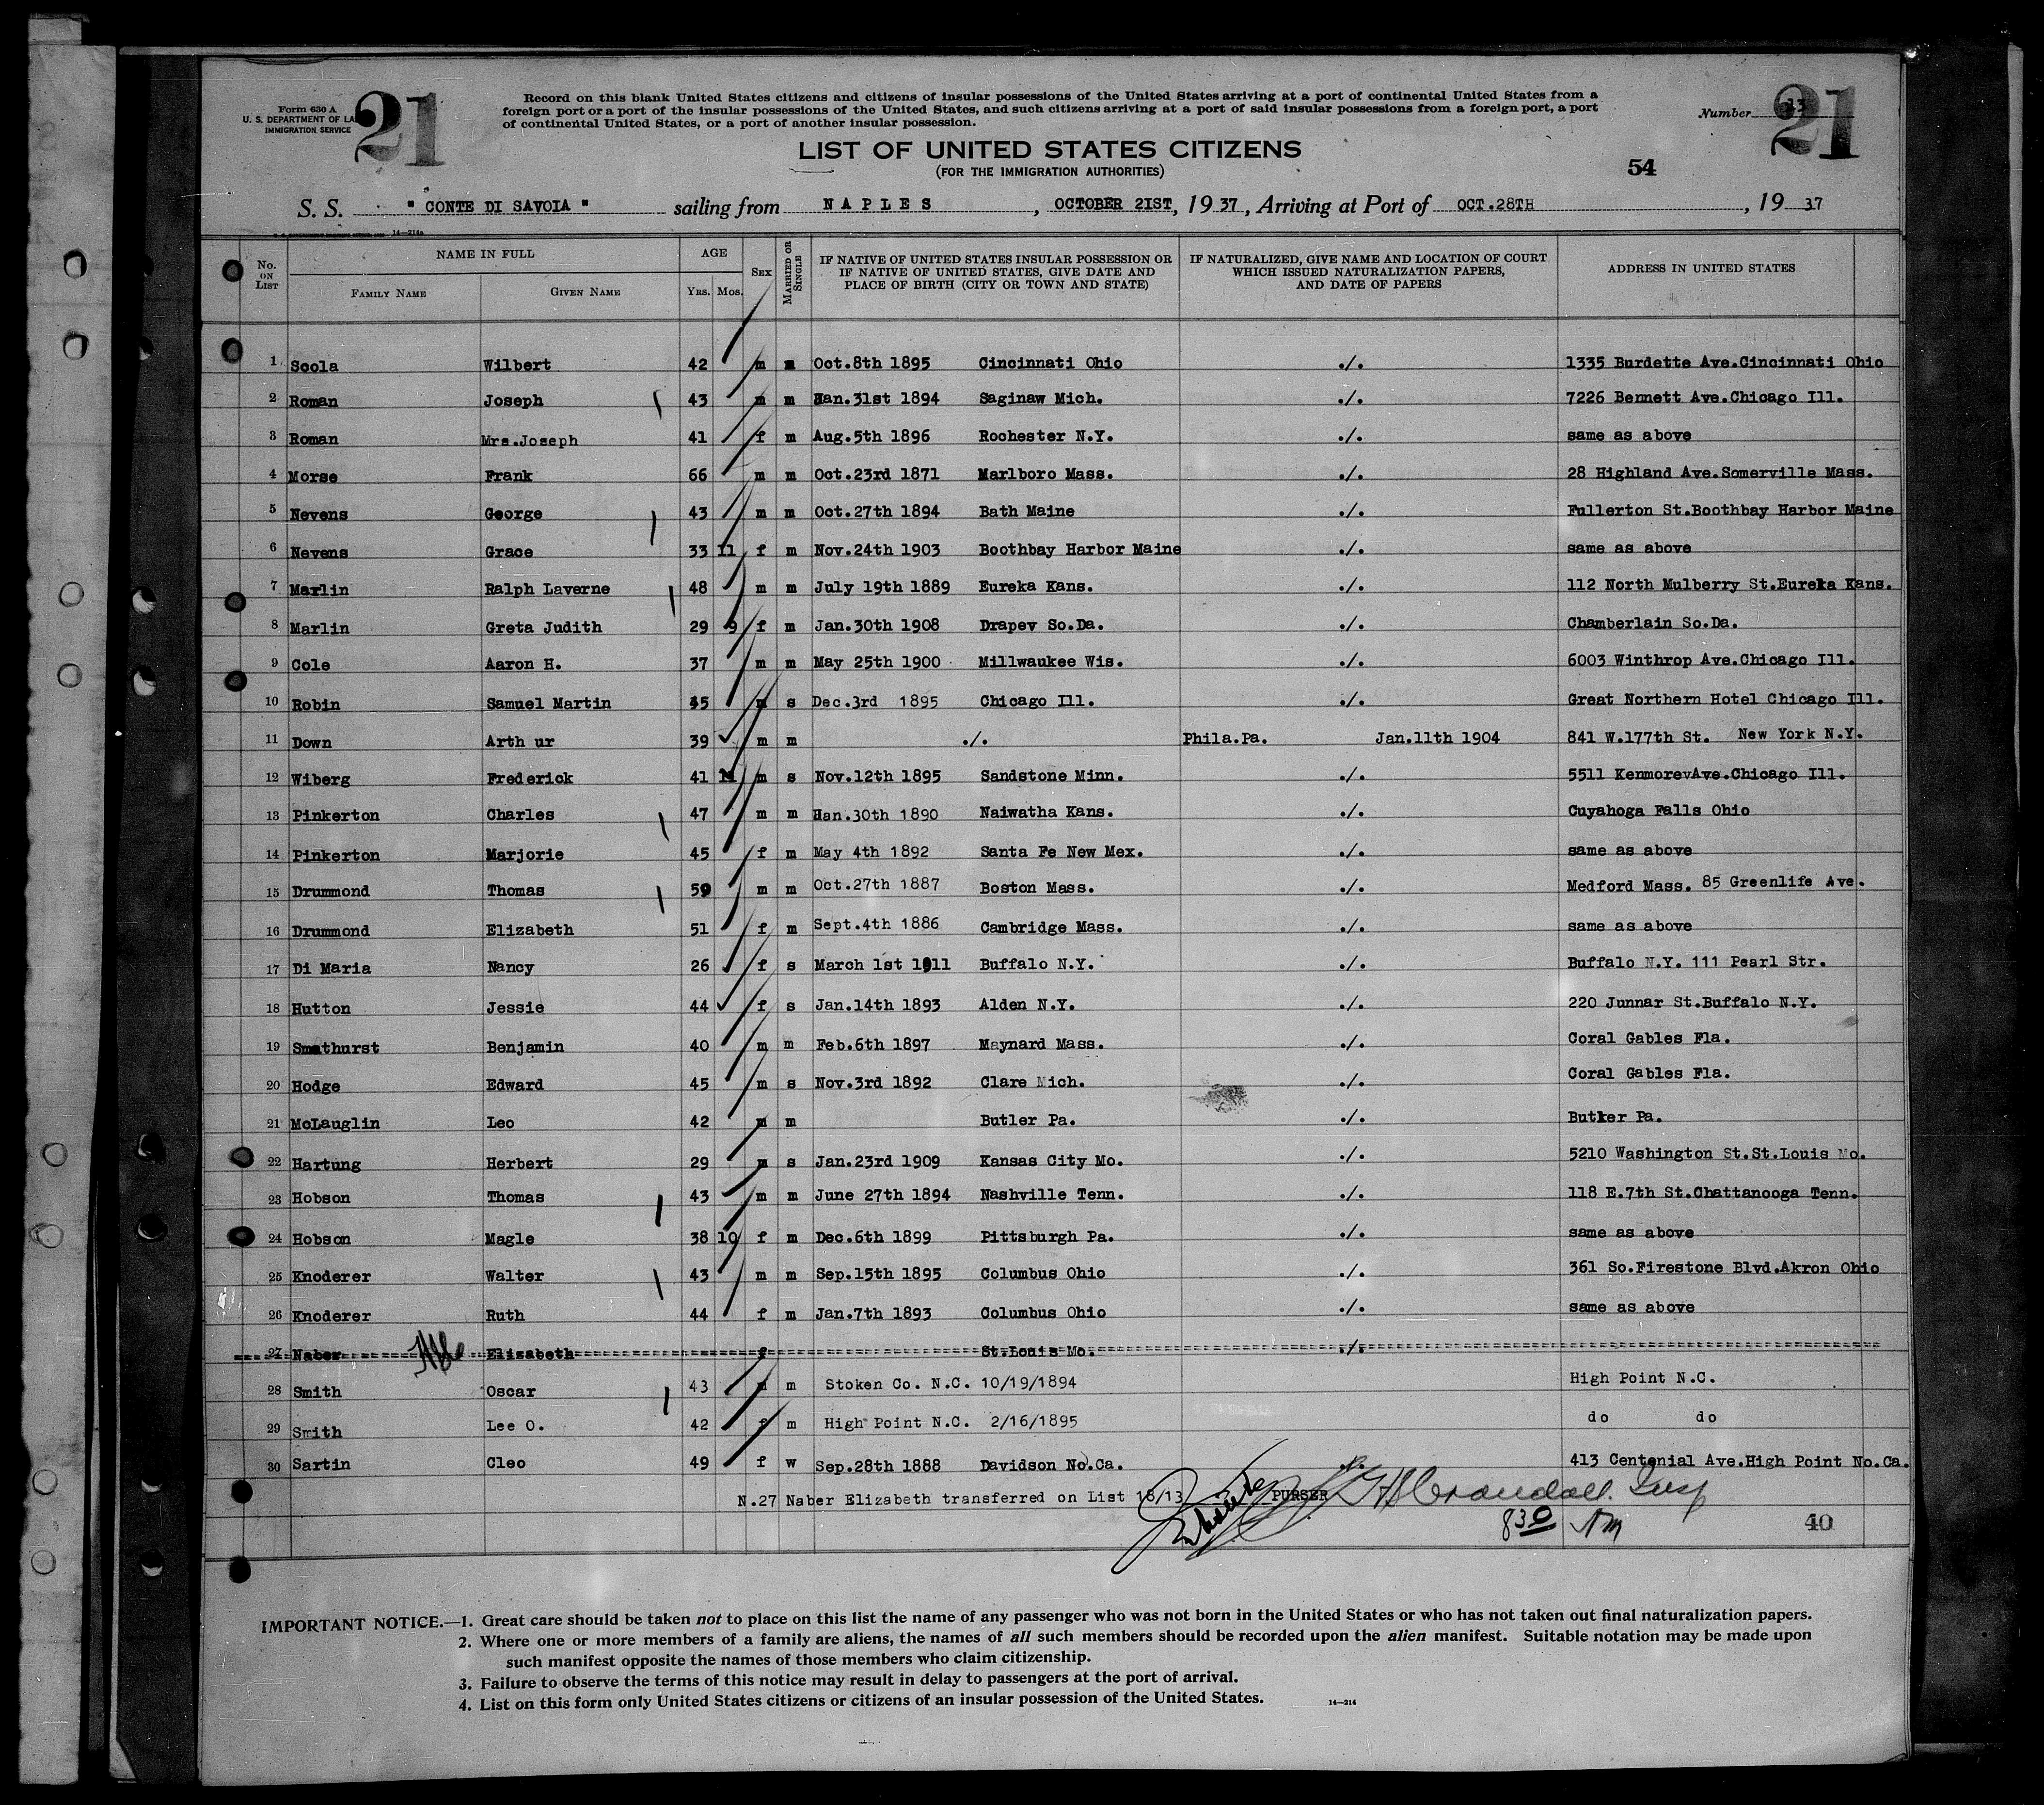 Form 630 A
U. S. DEPARTMENT OF LA
IMMIGRATION SERVICE
21
Record on this blank United States citizens and citizens of insular possessions of the United States arriving at a port of continental United States from a
foreign port or a port of the insular possessions of the United States, and such citizens arriving at a port of said insular possessions from a foreign port, a port
of continental United States, or a port of another insular possession.
Number 13
21
LIST OF UNITED STATES CITIZENS
(FOR THE IMMIGRATION AUTHORITIES)
54
S. S. " CONTE DI SAVOIA " sailing from NAPLES, OCTOBER 21ST, 1937, Arriving at Port of OCT.28TH, 1937
14—214a
No. ON LIST NAME IN FULL FAMILY NAME GIVEN NAME AGE YRS. MOS. SEX MARRIED OR SINGLE IF NATIVE OF UNITED STATES INSULAR POSSESSION OR IF NATIVE OF UNITED STATES, GIVE DATE AND PLACE OF BIRTH (CITY OR TOWN AND STATE) IF NATURALIZED, GIVE NAME AND LOCATION OF COURT WHICH ISSUED NATURALIZATION PAPERS, AND DATE OF PAPERS ADDRESS IN UNITED STATES
1 Scola Wilbert 42 m m Oct.8th 1895 Cincinnati Ohio ./. 1335 Burdette Ave.Cincinnati Ohio
2 Roman Joseph 43 m m Jan.31st 1894 Saginaw Mich. ./. 7226 Bennett Ave.Chicago Ill.
3 Roman Mrs.Joseph 41 f m Aug.5th 1896 Rochester N.Y. ./. same as above
4 Morse Frank 66 m m Oct.23rd 1871 Marlboro Mass. ./. 28 Highland Ave.Somerville Mass.
5 Nevens George 43 m m Oct.27th 1894 Bath Maine ./. Fullerton St.Boothbay Harbor Maine
6 Nevens Grace 33 11 f m Nov.24th 1903 Boothbay Harbor Maine ./. same as above
7 Marlin Ralph Laverne 48 m m July 19th 1889 Eureka Kans. ./. 112 North Mulberry St.Eureka Kans.
8 Marlin Greta Judith 29 9 f m Jan.30th 1908 Drapev So.Da. ./. Chamberlain So.Da.
9 Cole Aaron H. 37 m m May 25th 1900 Millwaukee Wis. ./. 6003 Winthrop Ave.Chicago Ill.
10 Robin Samuel Martin 45 m s Dec.3rd 1895 Chicago Ill. ./. Great Northern Hotel Chicago Ill.
11 Down Arth ur 39 m m ./. Phila.Pa. Jan.11th 1904 841 W.177th St. New York N.Y.
12 Wiberg Frederick 41 11 m s Nov.12th 1895 Sandstone Minn. ./. 5511 KenmorevAve.Chicago Ill.
13 Pinkerton Charles 47 m m Han.30th 1890 Naiwatha Kans. ./. Cuyahoga Falls Ohio
14 Pinkerton Marjorie 45 f m May 4th 1892 Santa Fe New Mex. ./. same as above
15 Drummond Thomas 50 m m Oct.27th 1887 Boston Mass. ./. Medford Mass. 85 Greenlife Ave.
16 Drummond Elizabeth 51 f m Sept.4th 1886 Cambridge Mass. ./. same as above
17 Di Maria Nancy 26 f s March 1st 1911 Buffalo N.Y. ./. Buffalo N.Y. 111 Pearl Str.
18 Hutton Jessie 44 f s Jan.14th 1893 Alden N.Y. ./. 220 Junnar St.Buffalo N.Y.
19 Smathurst Benjamin 40 m m Feb.6th 1897 Maynard Mass. ./. Coral Gables Fla.
20 Hodge Edward 45 m s Nov.3rd 1892 Clare Mich. ./. Coral Gables Fla.
21 McLauglin Leo 42 m m Butler Pa. ./. Butker Pa.
22 Hartung Herbert 29 m s Jan.23rd 1909 Kansas City Mo. ./. 5210 Washington St.St.Louis Mo.
23 Hobson Thomas 43 m m June 27th 1894 Nashville Tenn. ./. 118 E.7th St.Chattanooga Tenn.
24 Hobson Magle 38 10 f m Dec.6th 1899 Pittsburgh Pa. ./. same as above
25 Knoderer Walter 43 m m Sep.15th 1895 Columbus Ohio ./. 361 So.Firestone Blvd.Akron Ohio
26 Knoderer Ruth 44 f m Jan.7th 1893 Columbus Ohio ./. same as above
27 Naber Elizabeth f St.Louis Mo. ./.
28 Smith Oscar 43 m m Stoken Co. N.C. 10/19/1894 High Point N.C.
29 Smith Lee O. 42 f m High Point N.C. 2/16/1895 do do
30 Sartin Cleo 49 f w Sep.28th 1888 Davidson No.Ca. 413 Centenial Ave.High Point No.Ca.
N.27 Naber Elizabeth transferred on List 18/13 PURSER H S Crandall. Insp
8 30 AM 40
IMPORTANT NOTICE.—1. Great care should be taken not to place on this list the name of any passenger who was not born in the United States or who has not taken out final naturalization papers.
2. Where one or more members of a family are aliens, the names of all such members should be recorded upon the alien manifest. Suitable notation may be made upon
such manifest opposite the names of those members who claim citizenship.
3. Failure to observe the terms of this notice may result in delay to passengers at the port of arrival.
4. List on this form only United States citizens or citizens of an insular possession of the United States. 14—214